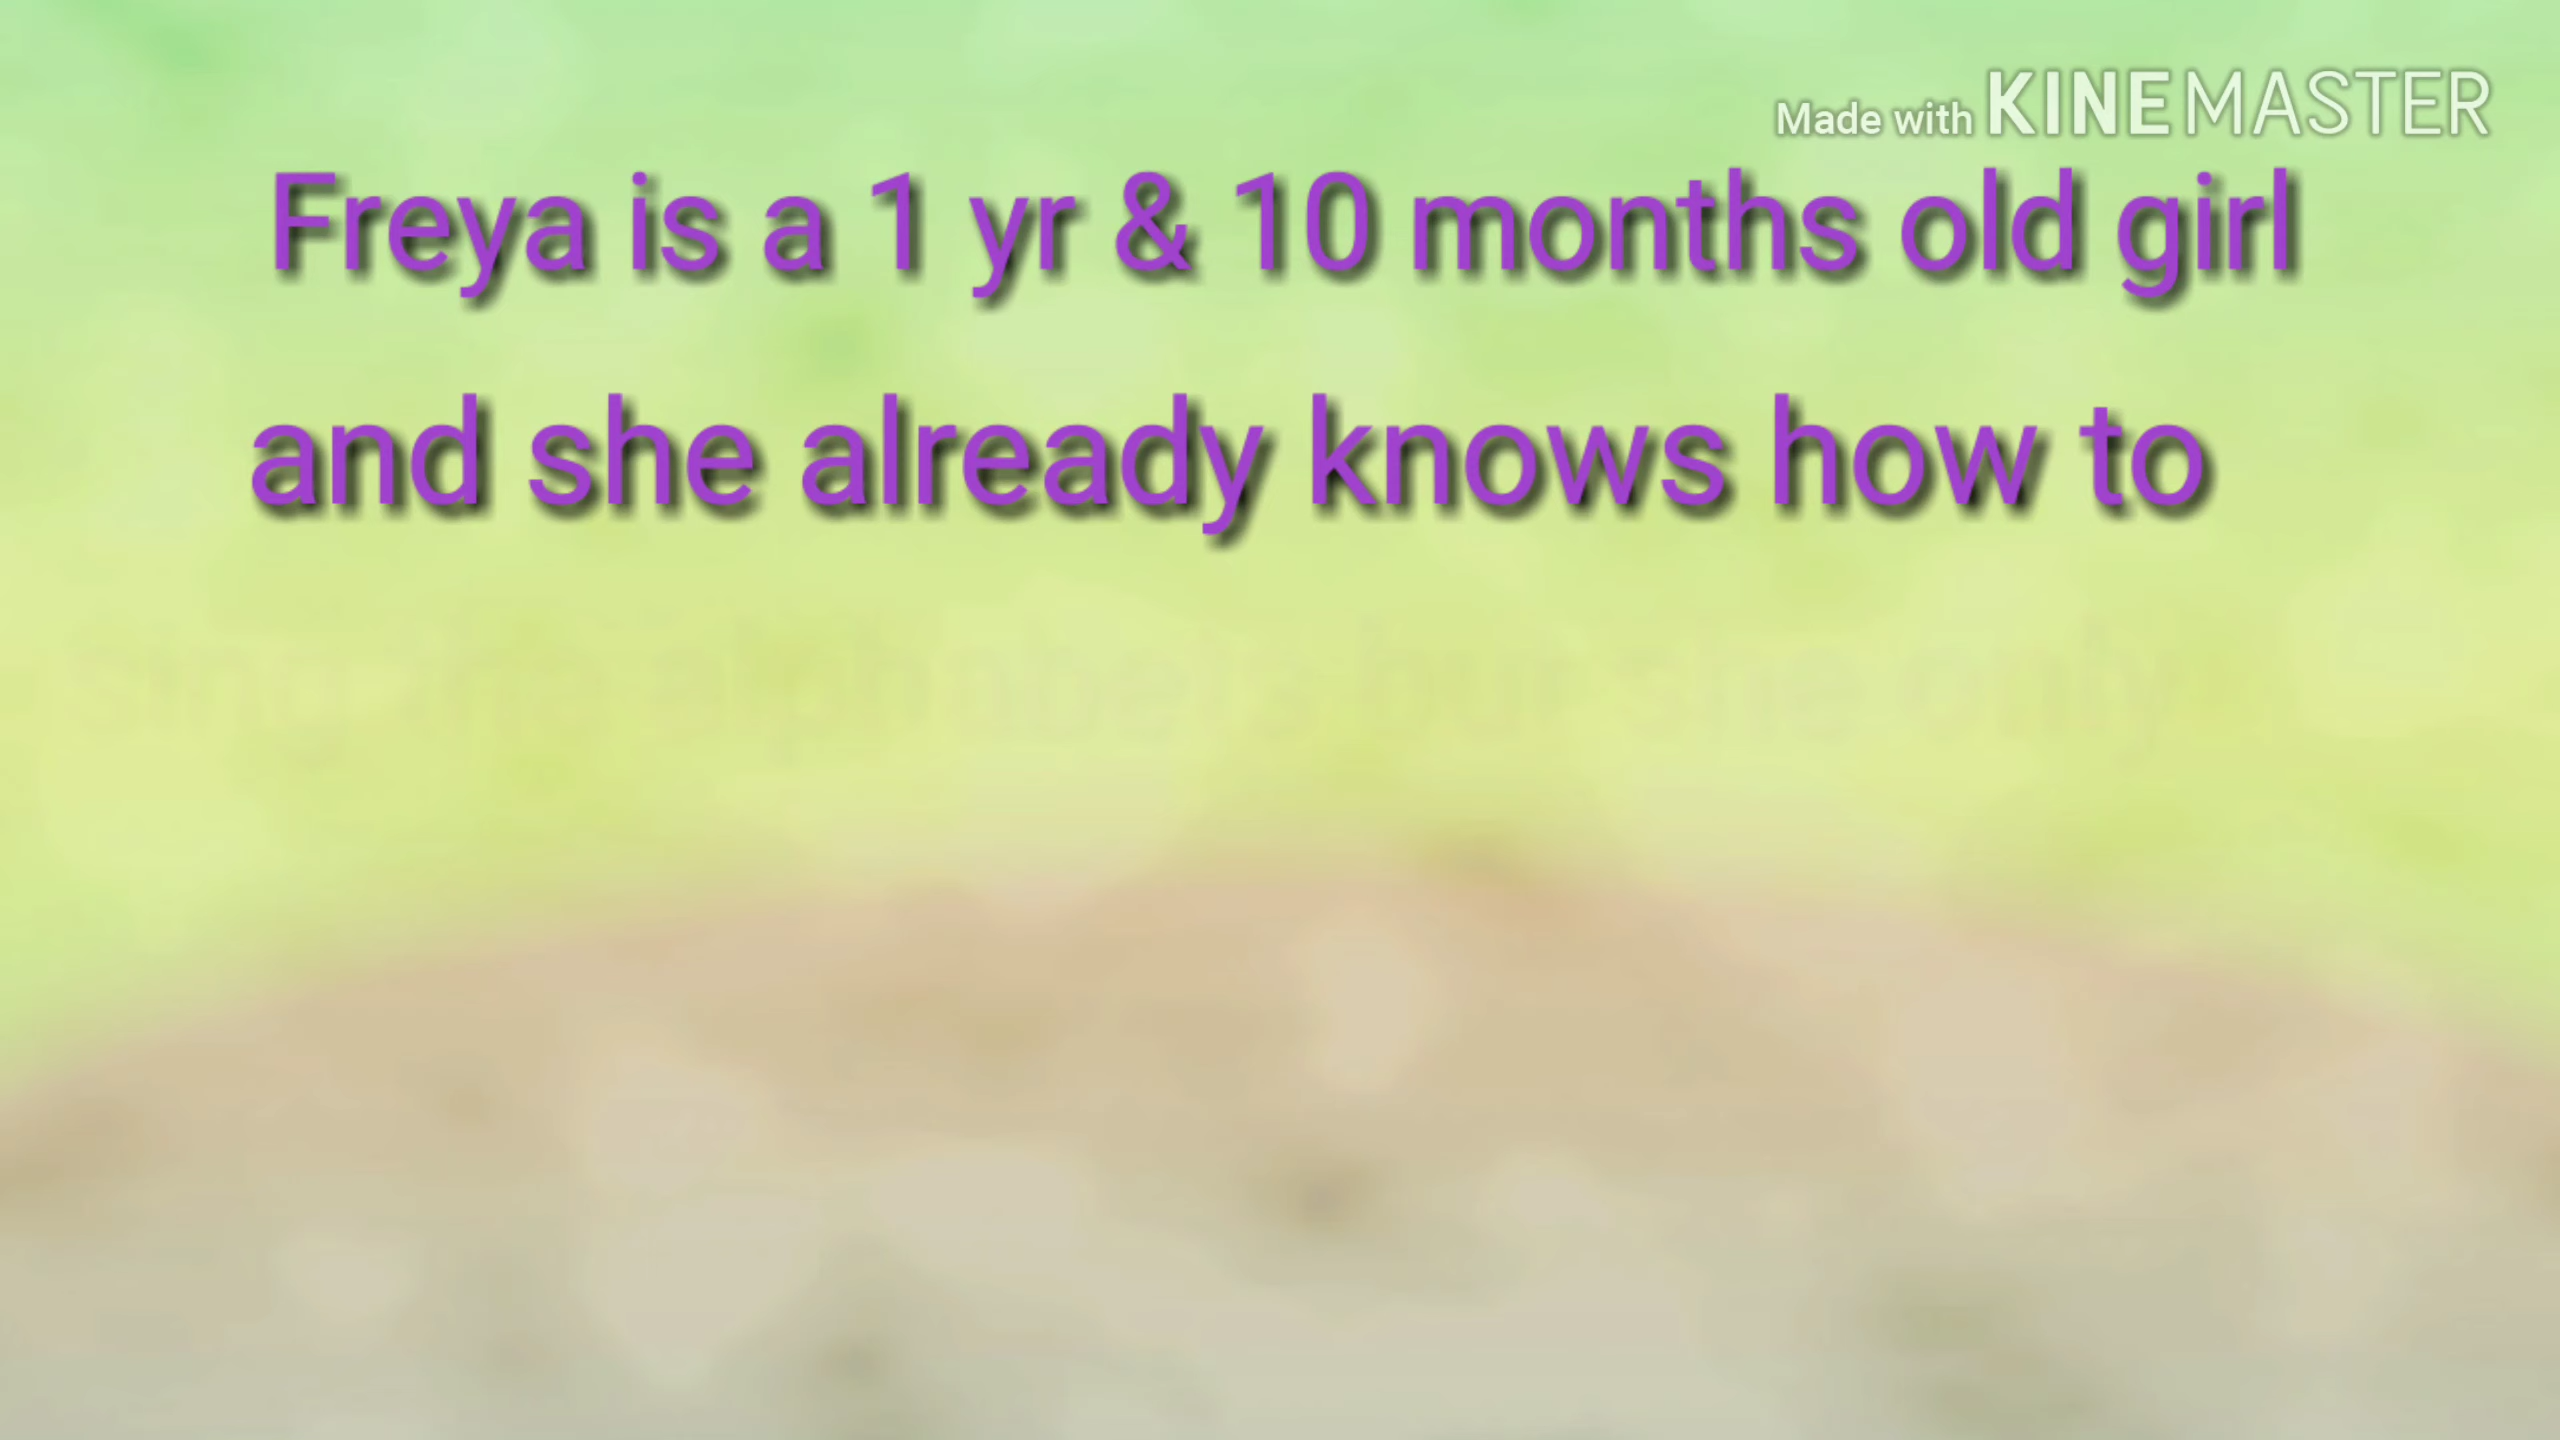 Made with KINEMASTER
Freya is a 1 yr & 10 months old girl
and she already knows how to